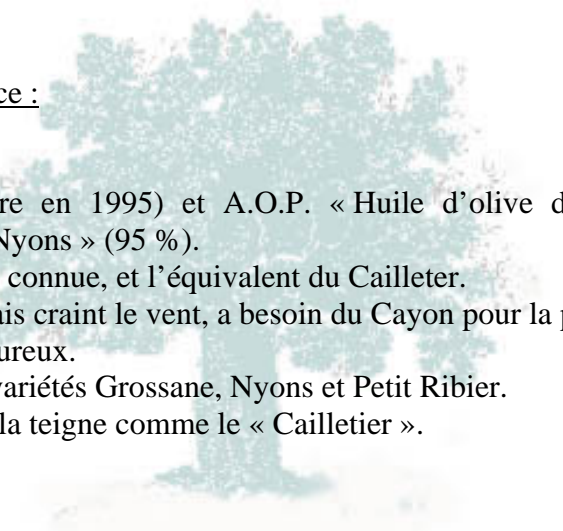 ce :
re en 1995) et A.O.P. « Huile d’olive d
Nyons » (95 %).
connue, et l’équivalent du Cailleter.
is craint le vent, a besoin du Cayon pour la p
ureux.
variétés Grossane, Nyons et Petit Ribier.
la teigne comme le « Cailletier ».